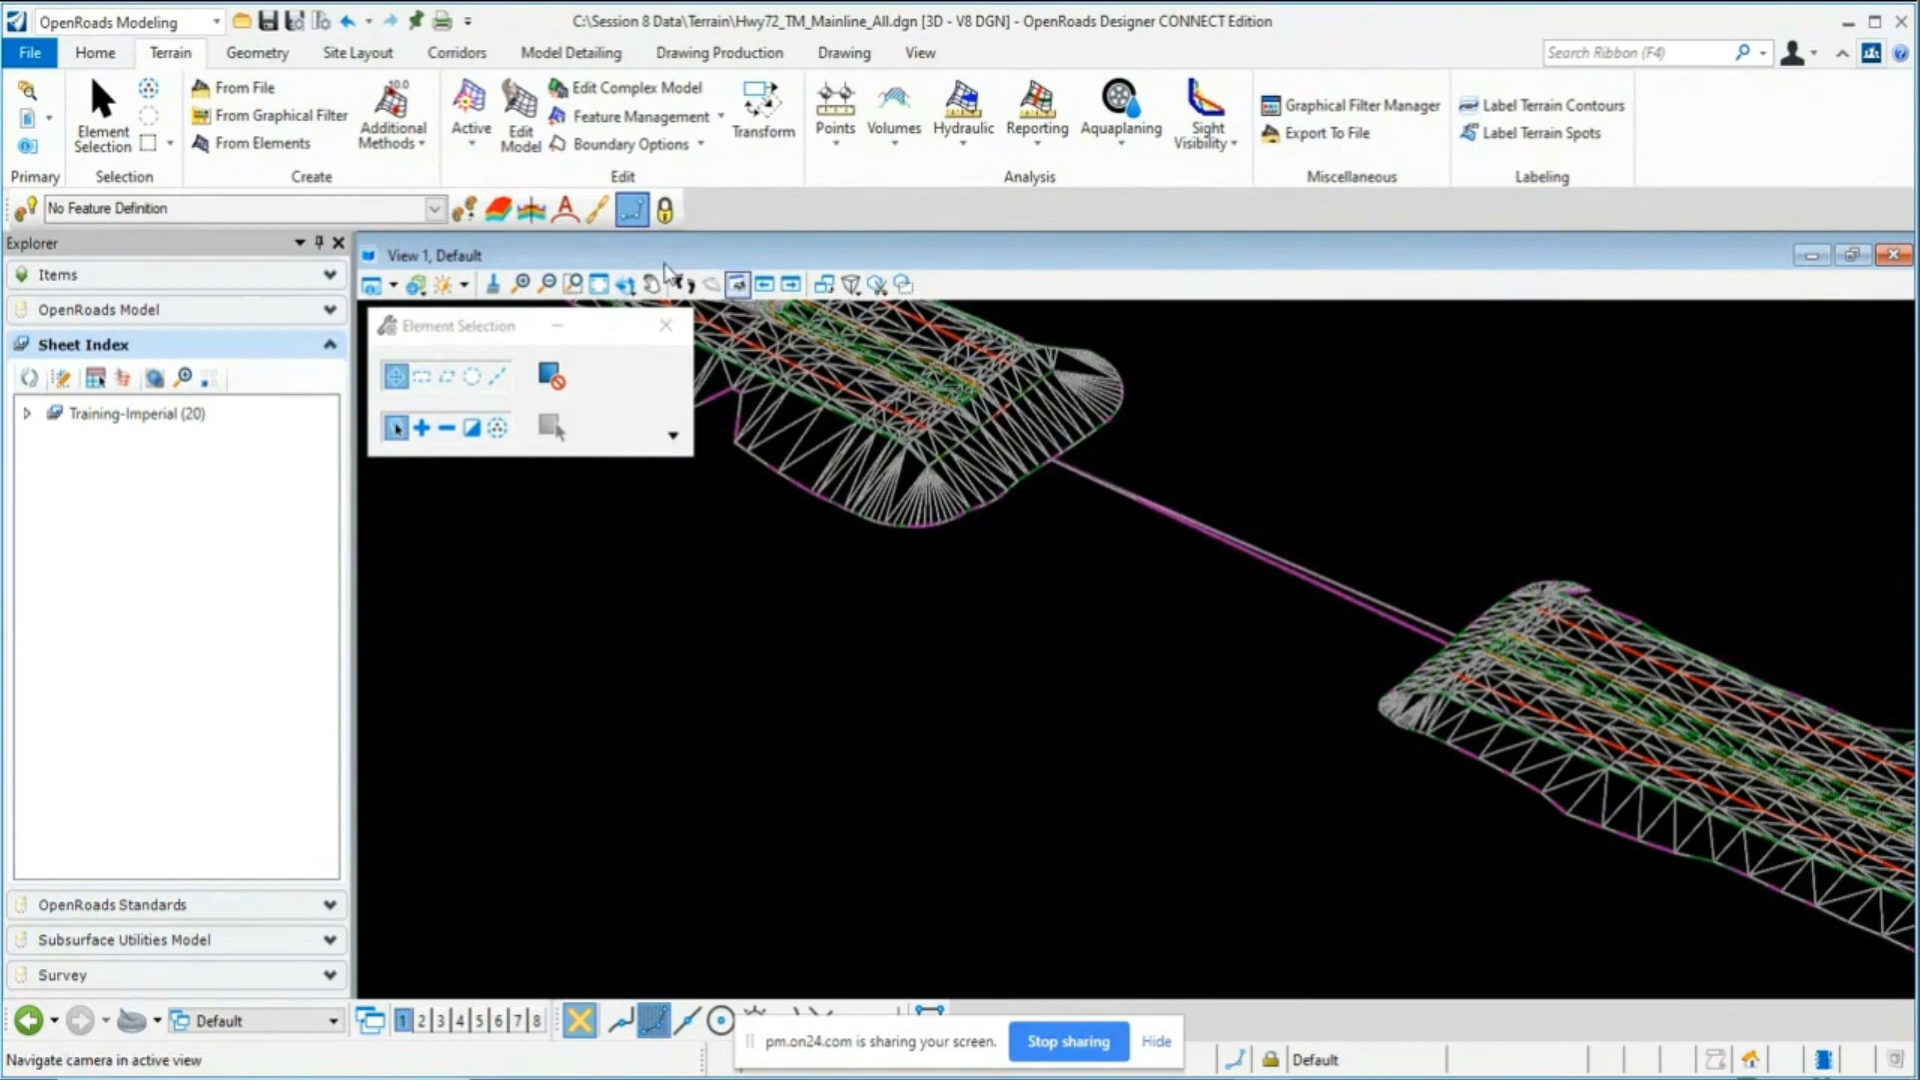 OpenRoads Modeling
C:\Session 8 Data\Terrain\Hwy72_TM_Mainline_All.dgn [3D - V8 DGN] - OpenRoads Designer CONNECT Edition
File Home Terrain Geometry Site Layout Corridors Model Detailing Drawing Production Drawing View
Search Ribbon (F4)
Element Selection
From File
From Graphical Filter
From Elements
10.0
Additional Methods
Active
Edit Model
Edit Complex Model
Feature Management
Boundary Options
Transform
Points
Volumes
Hydraulic
Reporting
Aquaplaning
Sight Visibility
Graphical Filter Manager
Export To File
Label Terrain Contours
Label Terrain Spots
Primary Selection Create Edit Analysis Miscellaneous Labeling
No Feature Definition
Explorer
View 1, Default
Items
OpenRoads Model
Sheet Index
Training-Imperial (20)
Element Selection
OpenRoads Standards
Subsurface Utilities Model
Survey
Default
1 2 3 4 5 6 7 8
pm.on24.com is sharing your screen.
Stop sharing
Hide
Navigate camera in active view
Default